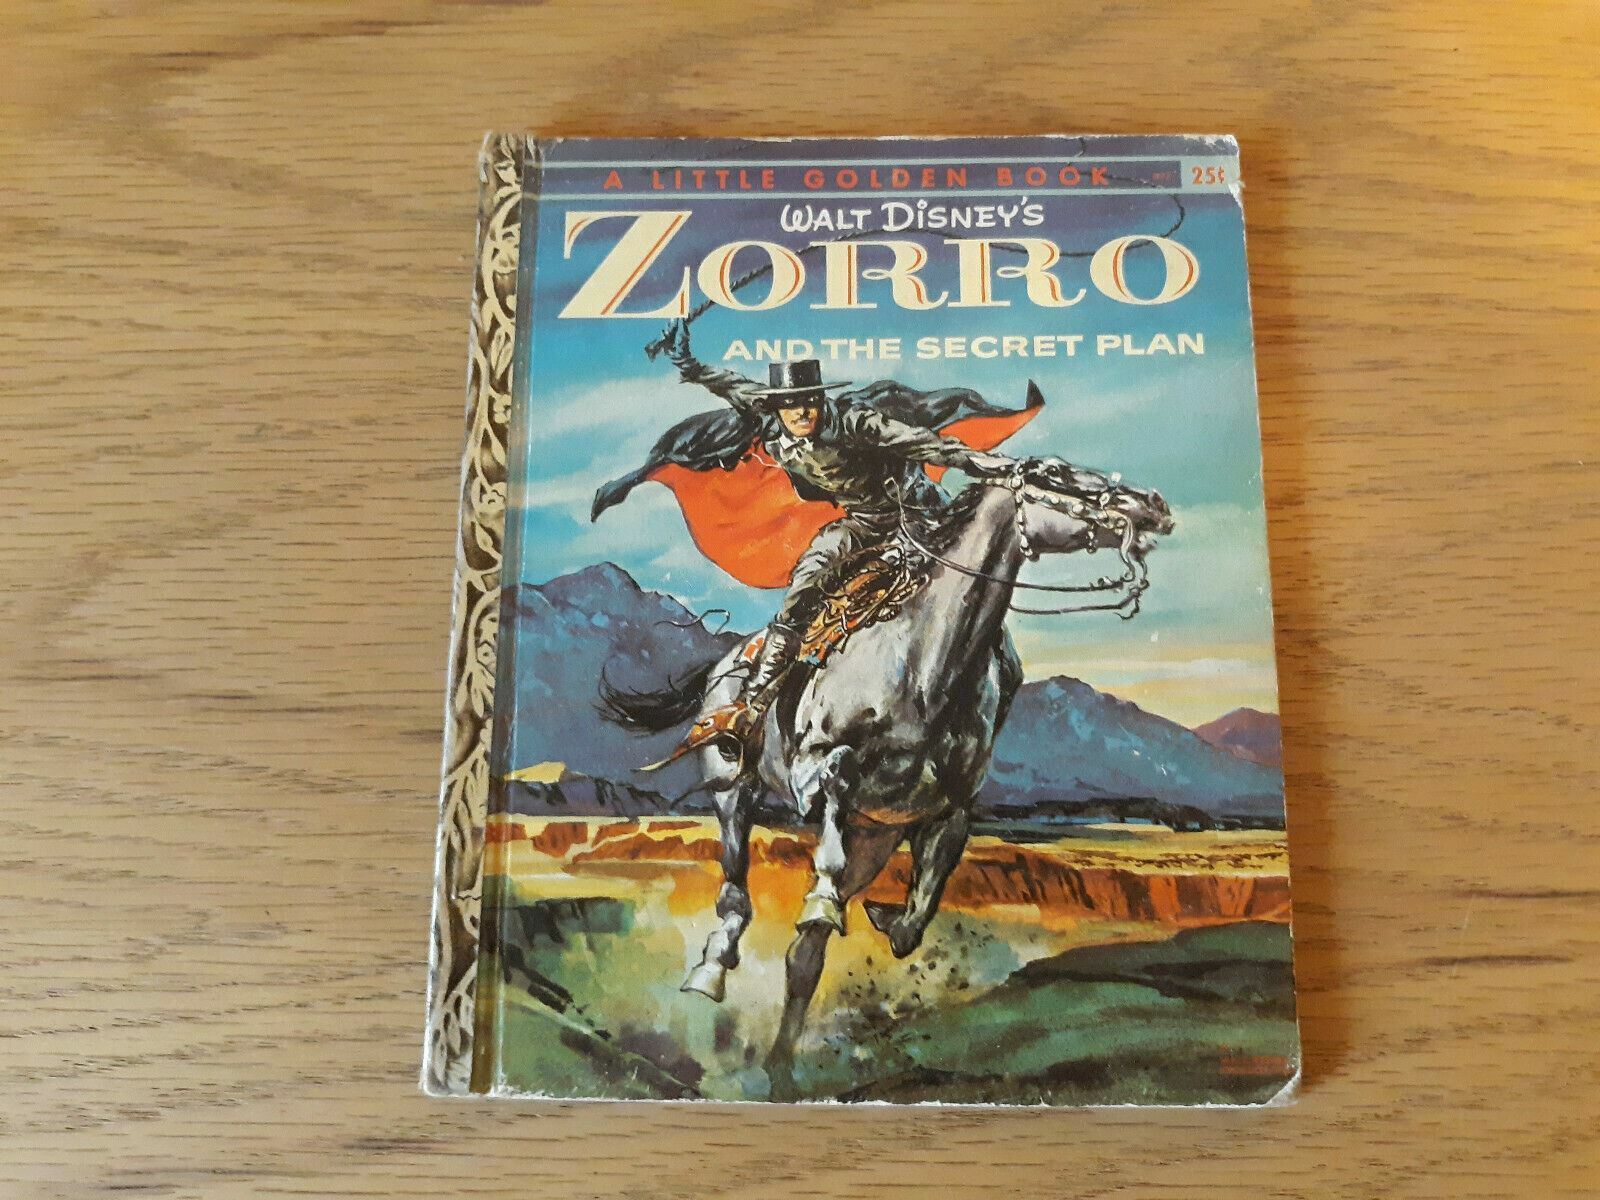 A LITTLE GOLDEN BOOK
25¢
WALT DISNEY'S
ZORRO
AND THE SECRET PLAN